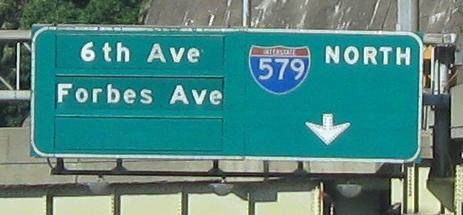 6th Ave
Forbes Ave
INTERSTATE
579
NORTH